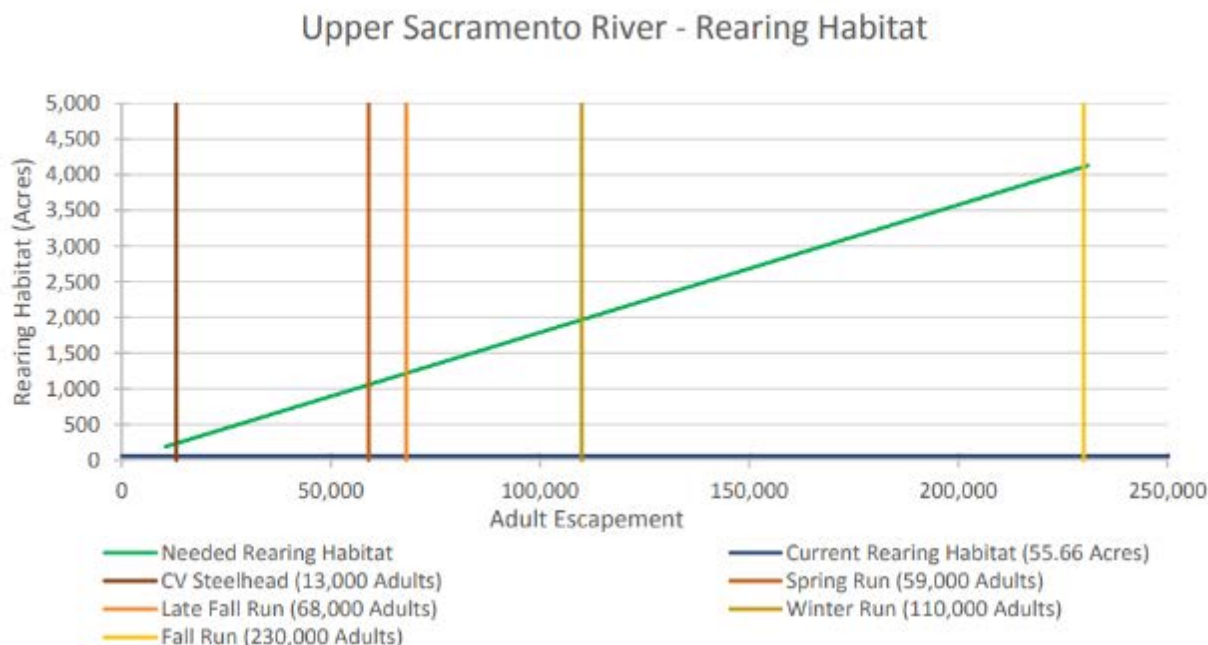 Upper Sacramento River - Rearing Habitat
5,000
4,500
4,000
3,500
3,000
2,500
2,000
1,500
1,000
500
0
Rearing Habitat (Acres)
0 50,000 100,000 150,000 200,000 250,000
Adult Escapement
Needed Rearing Habitat Current Rearing Habitat (55.66 Acres)
CV Steelhead (13,000 Adults) Spring Run (59,000 Adults)
Late Fall Run (68,000 Adults) Winter Run (110,000 Adults)
Fall Run (230,000 Adults)